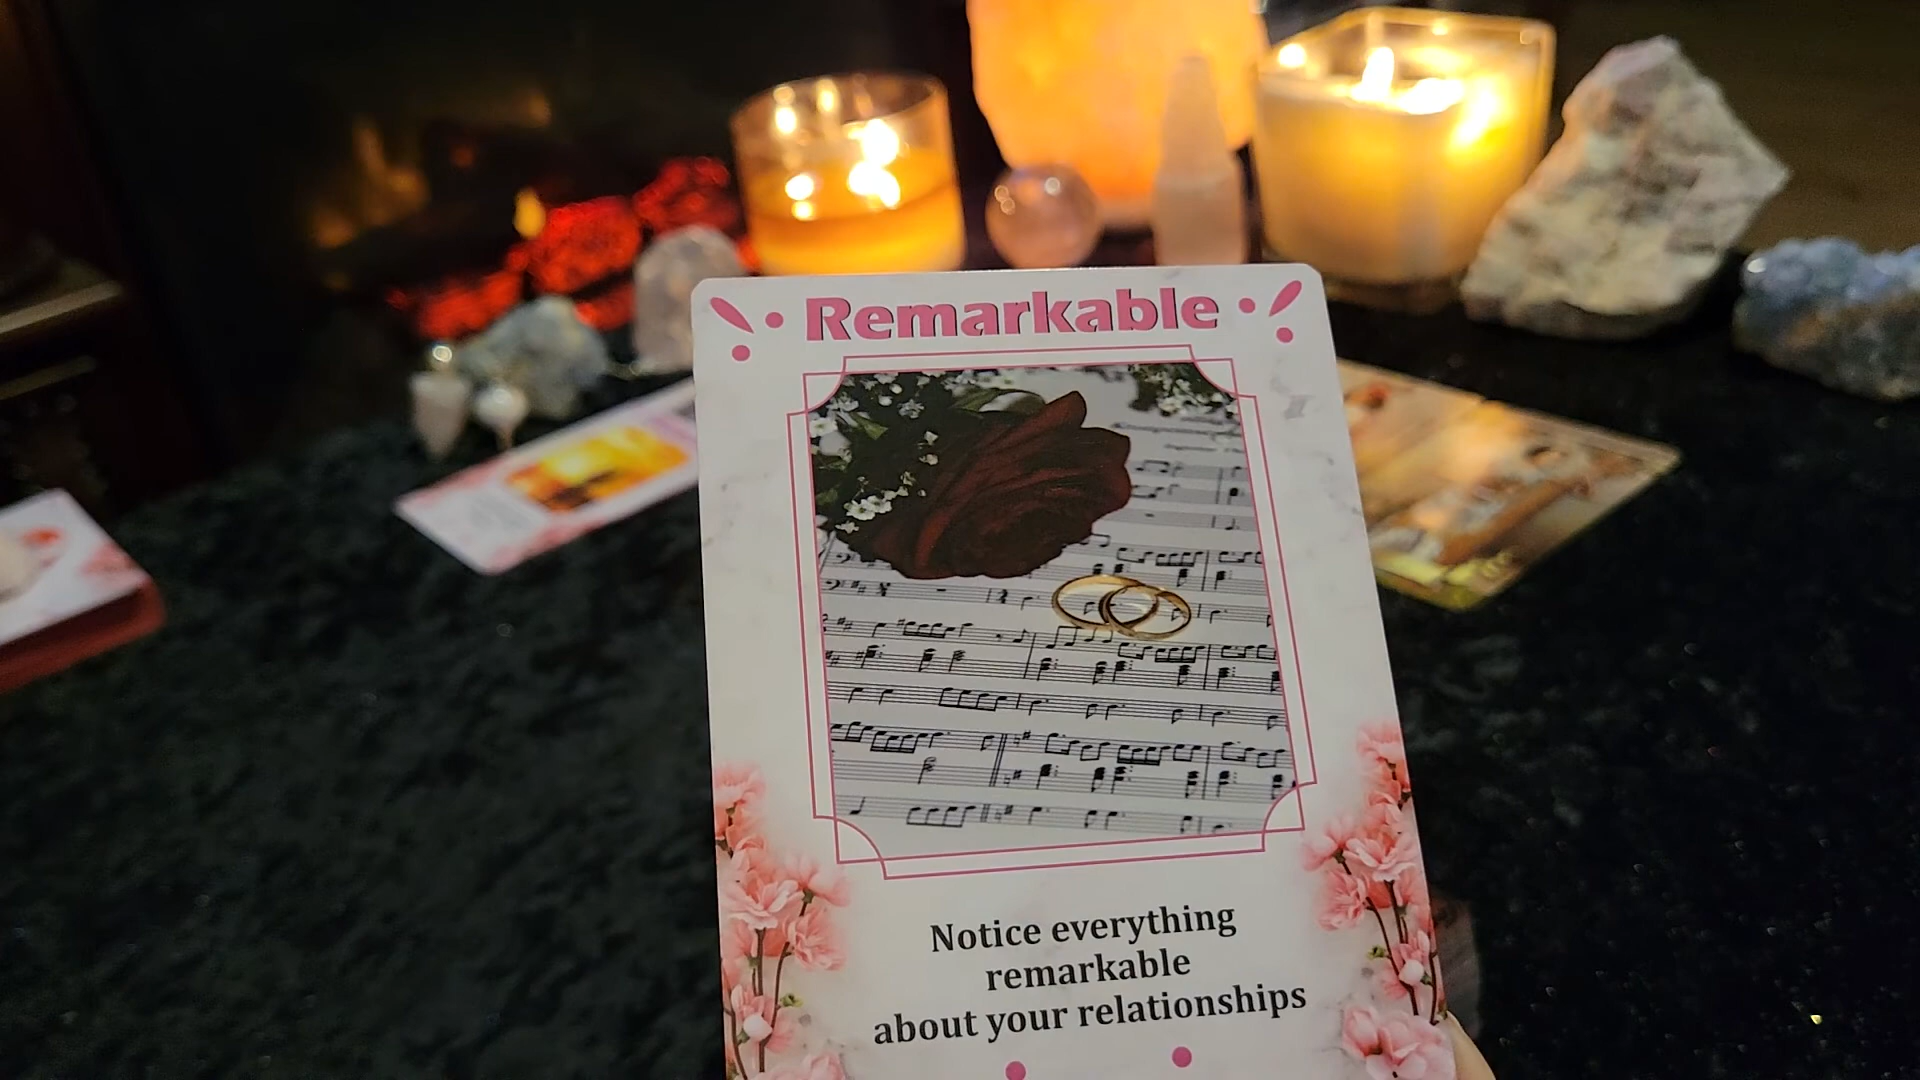 Remarkable
Notice everything
remarkable
about your relationships